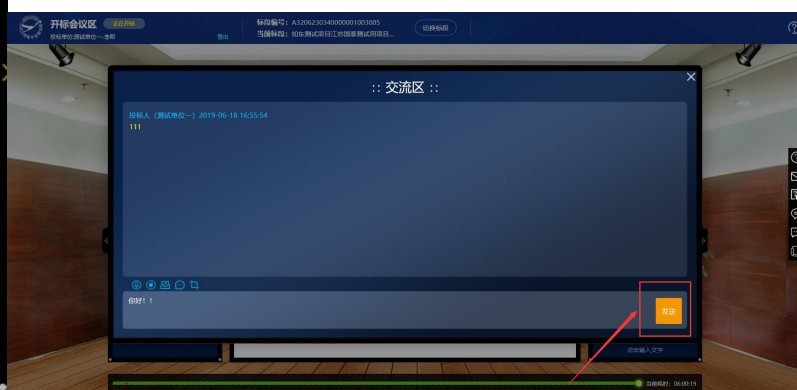 开标会议区 正在开标
投标单位:测试单位一--李所
登出
标段编号：A3206230340000001003005
当前标段：如东测试项目江苏国泰测试用项目...
切换标段
:: 交流区 ::
投标人（测试单位一）2019-06-18 16:55:54
111
你好！！
发送
点击输入文字
当前耗时：06:00:19